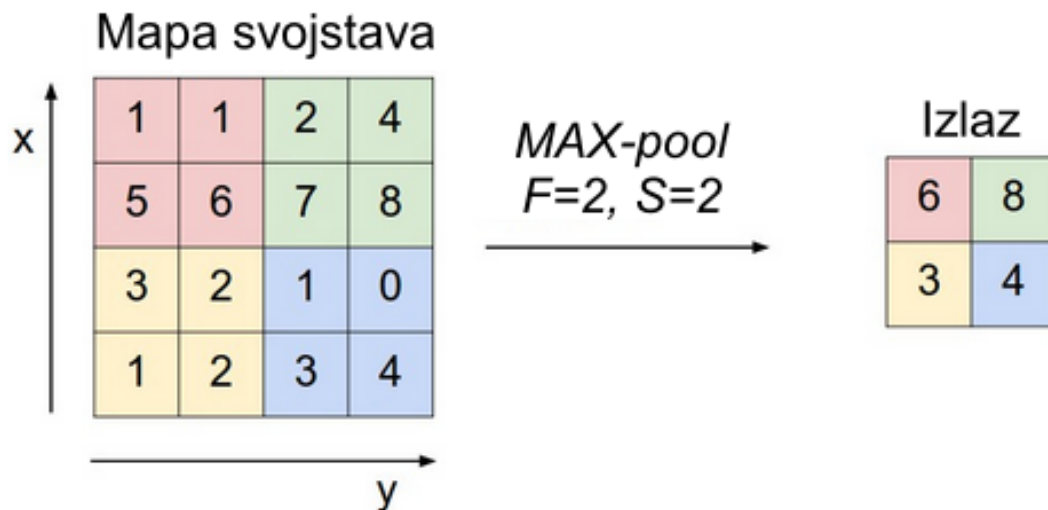 Mapa svojstava
x
1 1 2 4
5 6 7 8
3 2 1 0
1 2 3 4
y
MAX-pool
F=2, S=2
Izlaz
6 8
3 4